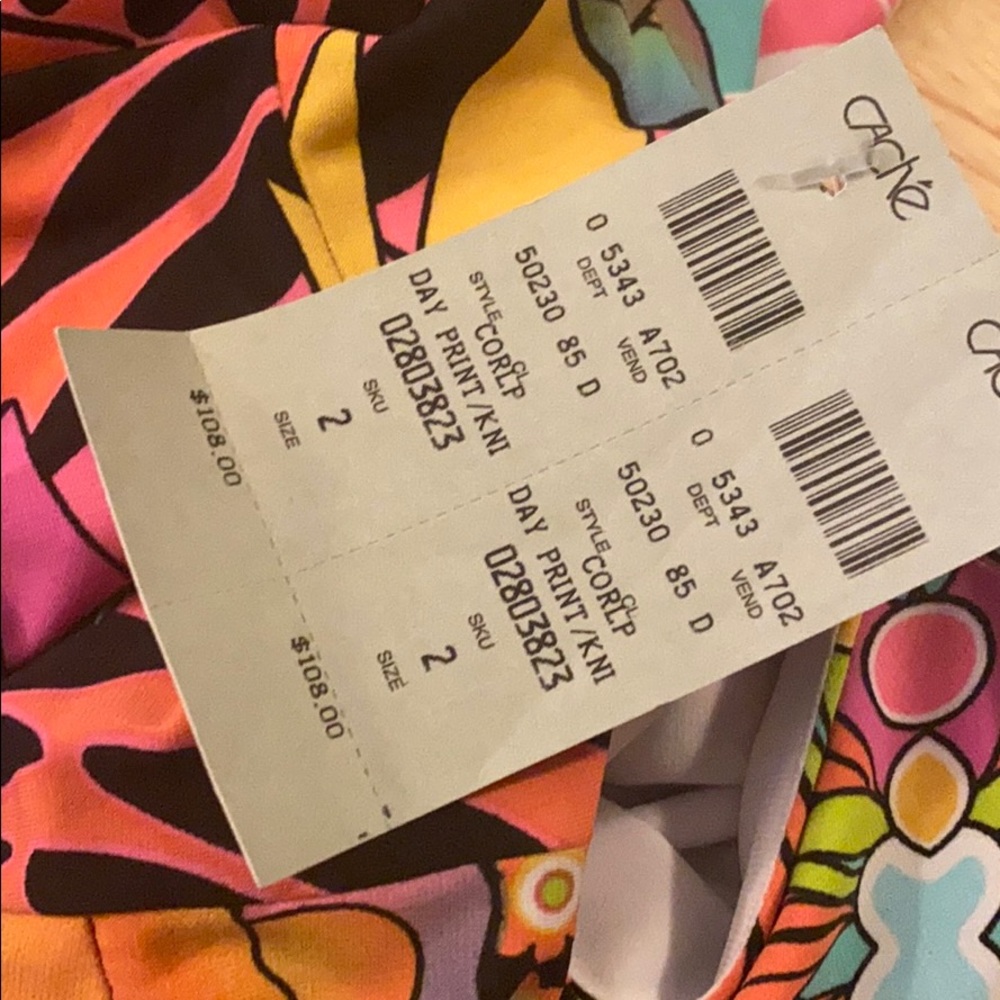 caché
0 5343 A702
DEPT VEND
50230 85 D
STYLE CL
CORLP
DAY PRINT/KNI
02803823
SKU
2
SIZE
$108.00
0 5343 A702
DEPT VEND
50230 85 D
STYLE CL
CORLP
DAY PRINT/KNI
02803823
SKU
2
SIZE
$108.00